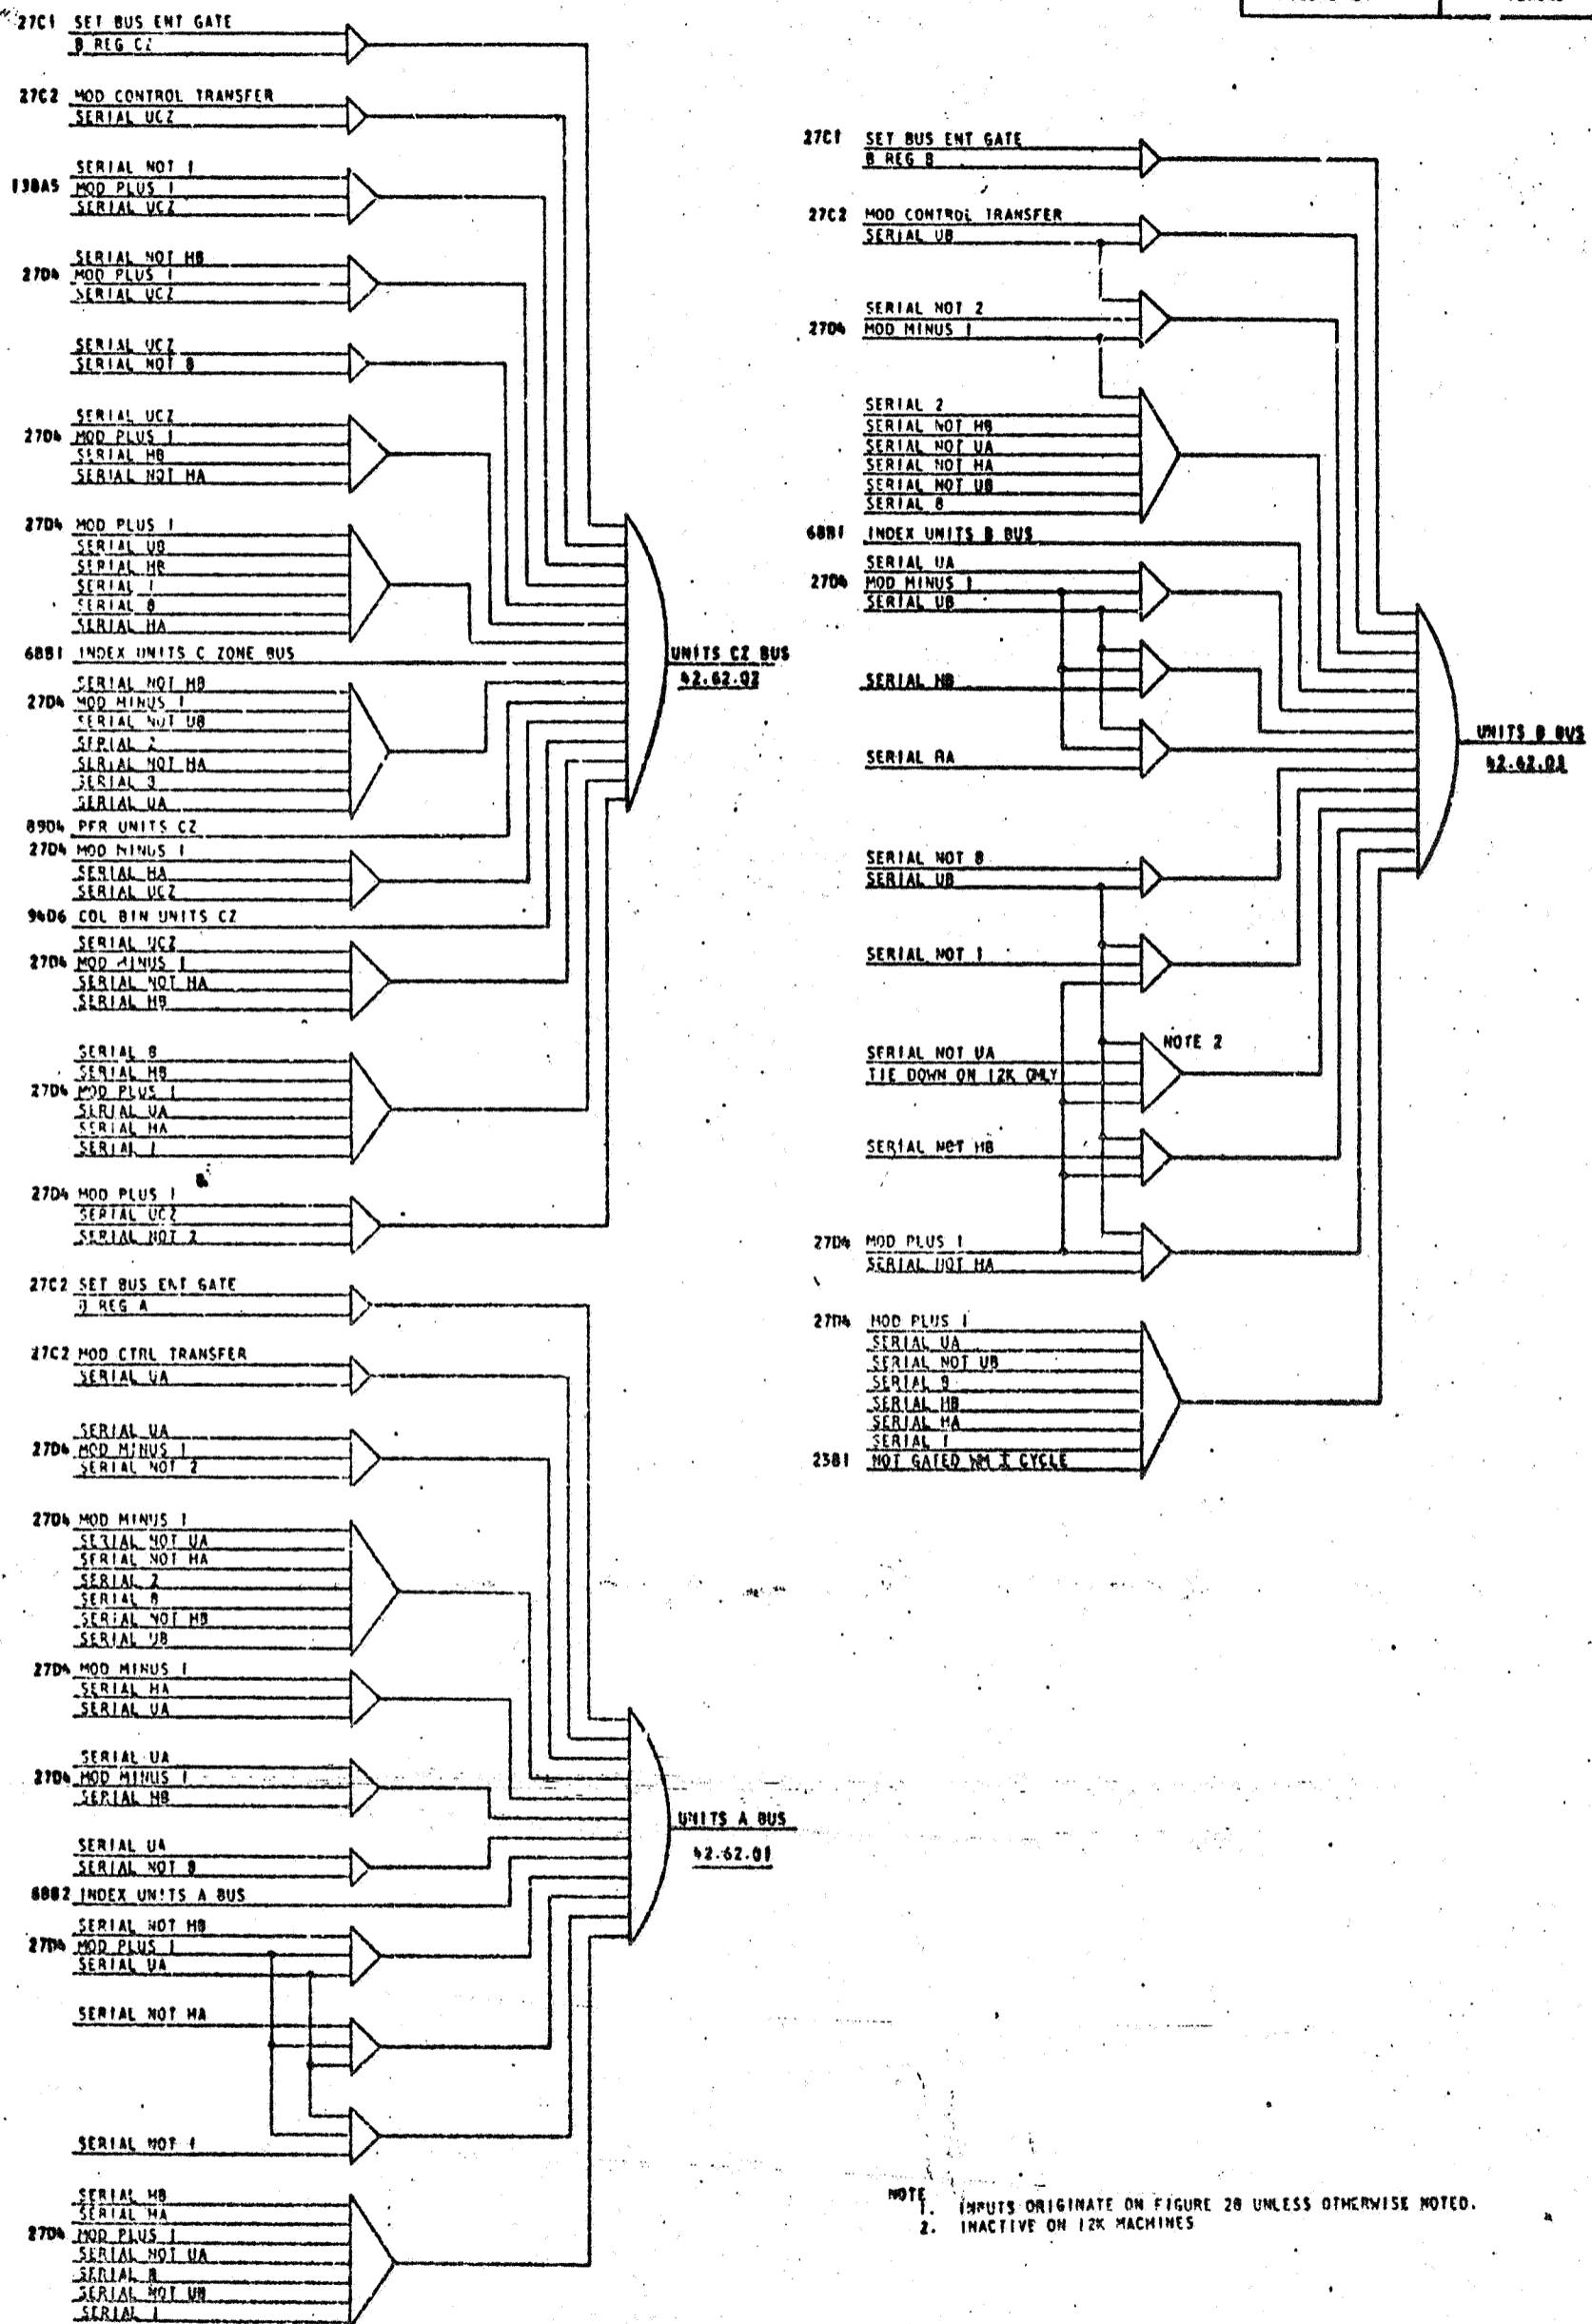 27C1 SET BUS ENT GATE
B REG CZ
27C2 MOD CONTROL TRANSFER
SERIAL UCZ
SERIAL NOT 1
MOD PLUS 1
SERIAL UCZ
SERIAL NOT HB
27D4 MOD PLUS 1
SERIAL UCZ
SERIAL UCZ
SERIAL NOT 8
SERIAL UCZ
27D4 MOD PLUS 1
SERIAL HB
SERIAL NOT HA
27D4 MOD PLUS 1
SERIAL UB
SERIAL HB
SERIAL 1
SERIAL 8
SERIAL HA
68B1 INDEX UNITS C ZONE BUS
SERIAL NOT HB
27D4 MOD MINUS 1
SERIAL NOT UB
SERIAL 2
SERIAL NOT HA
SERIAL 8
SERIAL UA
89D4 PFR UNITS CZ
27D4 MOD MINUS 1
SERIAL HA
SERIAL UCZ
94D6 COL BIN UNITS CZ
SERIAL UCZ
27D4 MOD MINUS 1
SERIAL NOT HA
SERIAL HB
SERIAL 8
SERIAL HB
27D4 MOD PLUS 1
SERIAL UA
SERIAL HA
SERIAL 1
27D4 MOD PLUS 1
SERIAL UCZ
SERIAL NOT 2
UNITS CZ BUS
42.62.02
27C2 SET BUS ENT GATE
B REG A
27C2 MOD CTRL TRANSFER
SERIAL UA
SERIAL UA
27D4 MOD MINUS 1
SERIAL NOT 2
27D4 MOD MINUS 1
SERIAL NOT UA
SERIAL NOT HA
SERIAL 2
SERIAL 8
SERIAL NOT HB
SERIAL UB
27D4 MOD MINUS 1
SERIAL HA
SERIAL UA
SERIAL UA
27D4 MOD MINUS 1
SERIAL HB
SERIAL UA
SERIAL NOT 8
68B2 INDEX UNITS A BUS
SERIAL NOT HB
27D4 MOD PLUS 1
SERIAL UA
SERIAL NOT HA
SERIAL NOT 1
SERIAL HB
SERIAL HA
27D4 MOD PLUS 1
SERIAL NOT UA
SERIAL 8
SERIAL NOT UB
SERIAL 1
UNITS A BUS
42.62.01
27C1 SET BUS ENT GATE
B REG B
27C2 MOD CONTROL TRANSFER
SERIAL UB
SERIAL NOT 2
27D4 MOD MINUS 1
SERIAL 2
SERIAL NOT HB
SERIAL NOT UA
SERIAL NOT HA
SERIAL NOT UB
SERIAL 8
68B1 INDEX UNITS B BUS
SERIAL UA
27D4 MOD MINUS 1
SERIAL UB
SERIAL HB
SERIAL HA
SERIAL NOT 8
SERIAL UB
SERIAL NOT 1
SERIAL NOT UA
TIE DOWN ON 12K ONLY
NOTE 2
SERIAL NOT HB
27D4 MOD PLUS 1
SERIAL NOT HA
27D4 MOD PLUS 1
SERIAL UA
SERIAL NOT UB
SERIAL 8
SERIAL HB
SERIAL HA
SERIAL 1
25B1 NOT GATED WM I CYCLE
UNITS B BUS
NOTE
1. INPUTS ORIGINATE ON FIGURE 28 UNLESS OTHERWISE NOTED.
2. INACTIVE ON 12K MACHINES